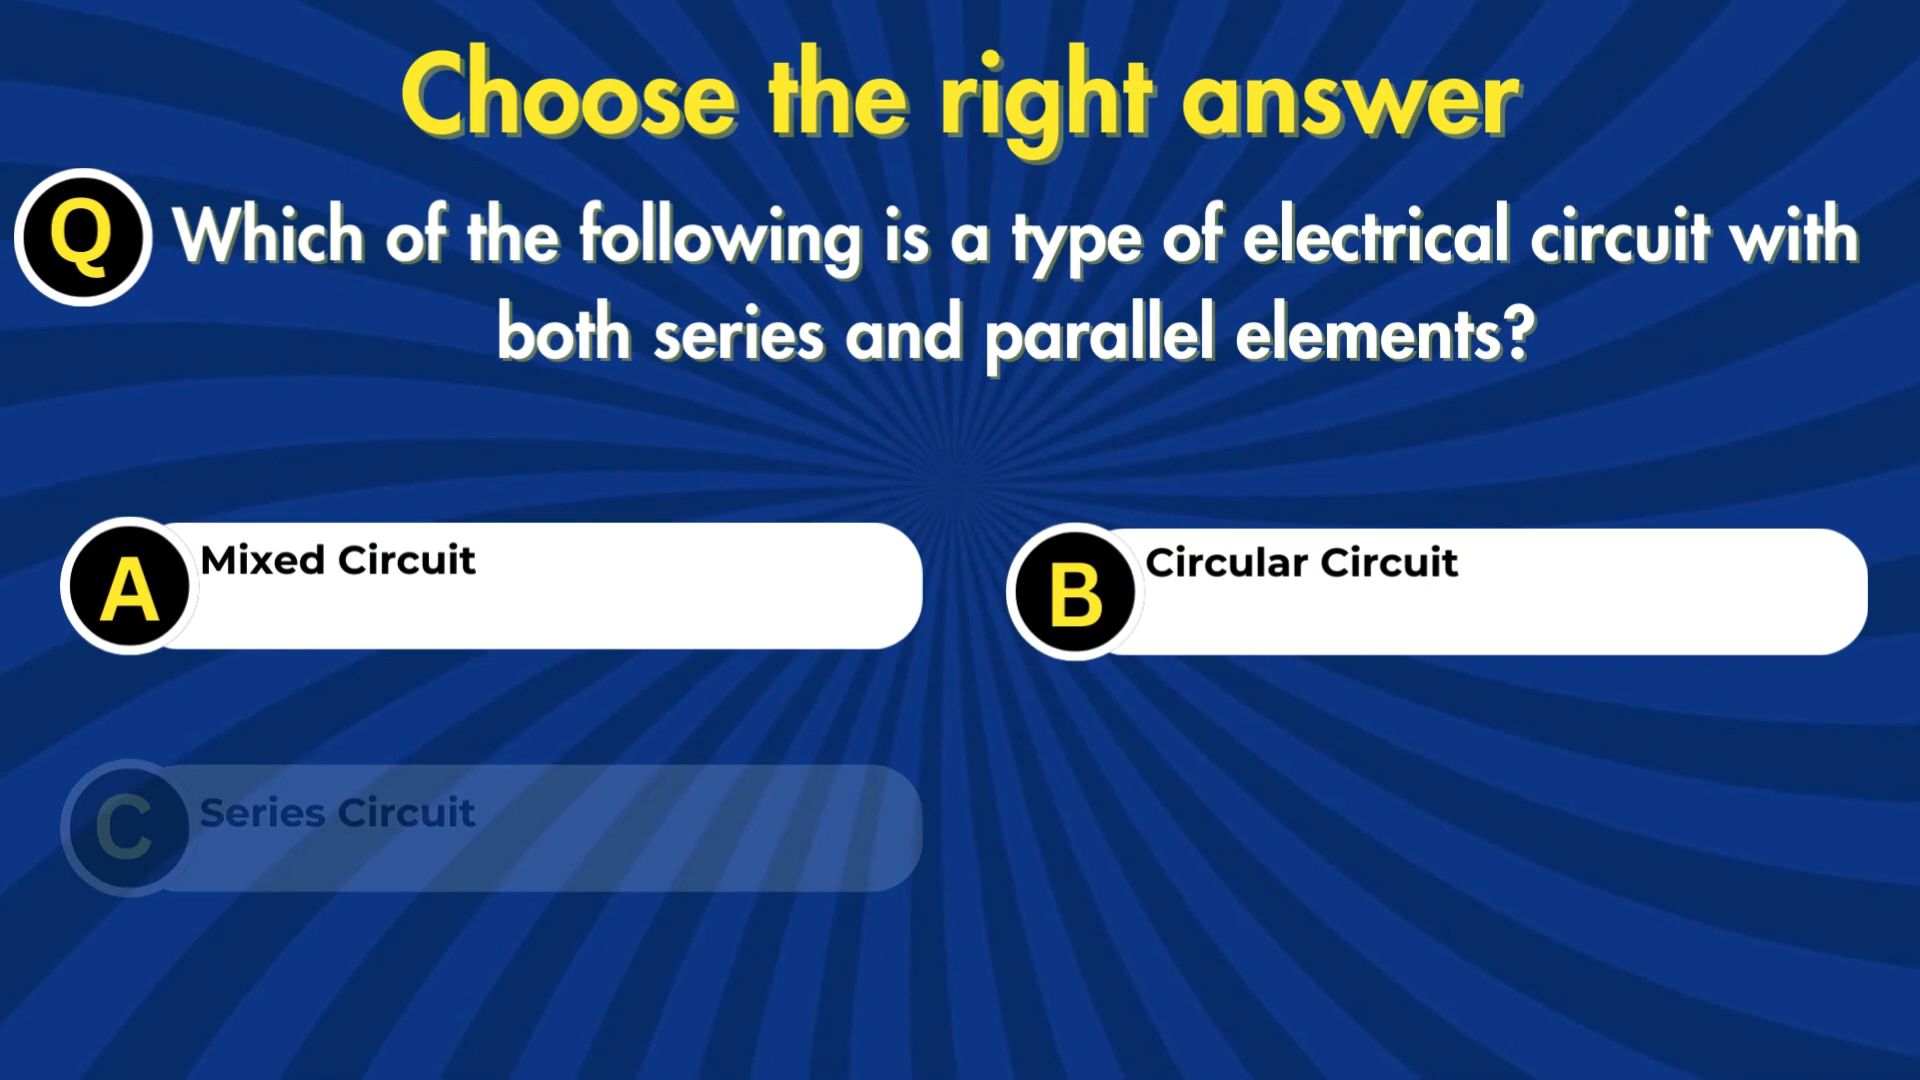 Choose the right answer
Q Which of the following is a type of electrical circuit with
both series and parallel elements?
A Mixed Circuit
B Circular Circuit
C Series Circuit